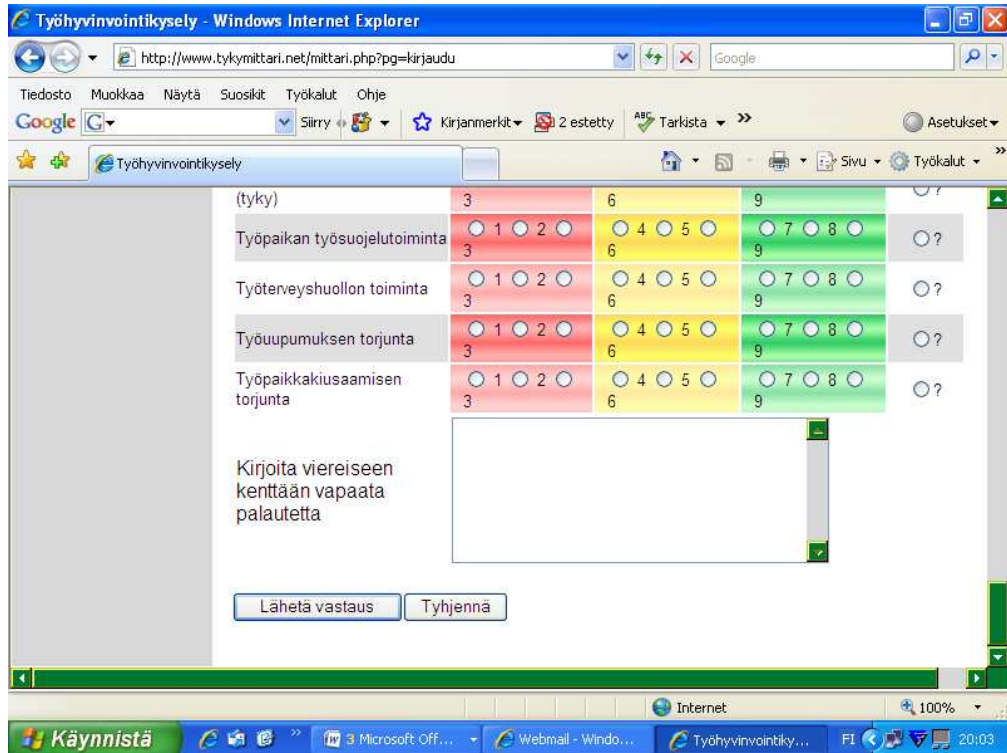 Työhyvinvointikysely - Windows Internet Explorer
http://www.tykymittari.net/mittari.php?pg=kirjaudu
Google
Tiedosto Muokkaa Näytä Suosikit Työkalut Ohje
Google G Siirry Kirjanmerkit 2 estetty ABC Tarkista » Asetukset
Työhyvinvointikysely Sivu Työkalut »
(tyky) 3 6 9 ?
Työpaikan työsuojelutoiminta 1 2 4 5 7 8 ?
3 6 9
Työterveyshuollon toiminta 1 2 4 5 7 8 ?
3 6 9
Työuupumuksen torjunta 1 2 4 5 7 8 ?
3 6 9
Työpaikkakiusaamisen 1 2 4 5 7 8 ?
torjunta 3 6 9
Kirjoita viereiseen
kenttään vapaata
palautetta
Lähetä vastaus Tyhjennä
Internet 100%
Käynnistä » 3 Microsoft Off... Webmail - Windo... Työhyvinvointiky... FI 20:03